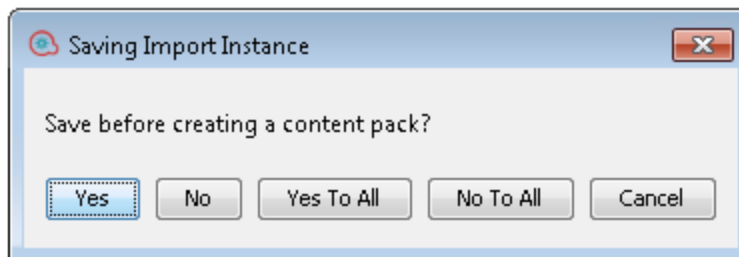 Saving Import Instance
Save before creating a content pack?
Yes No Yes To All No To All Cancel